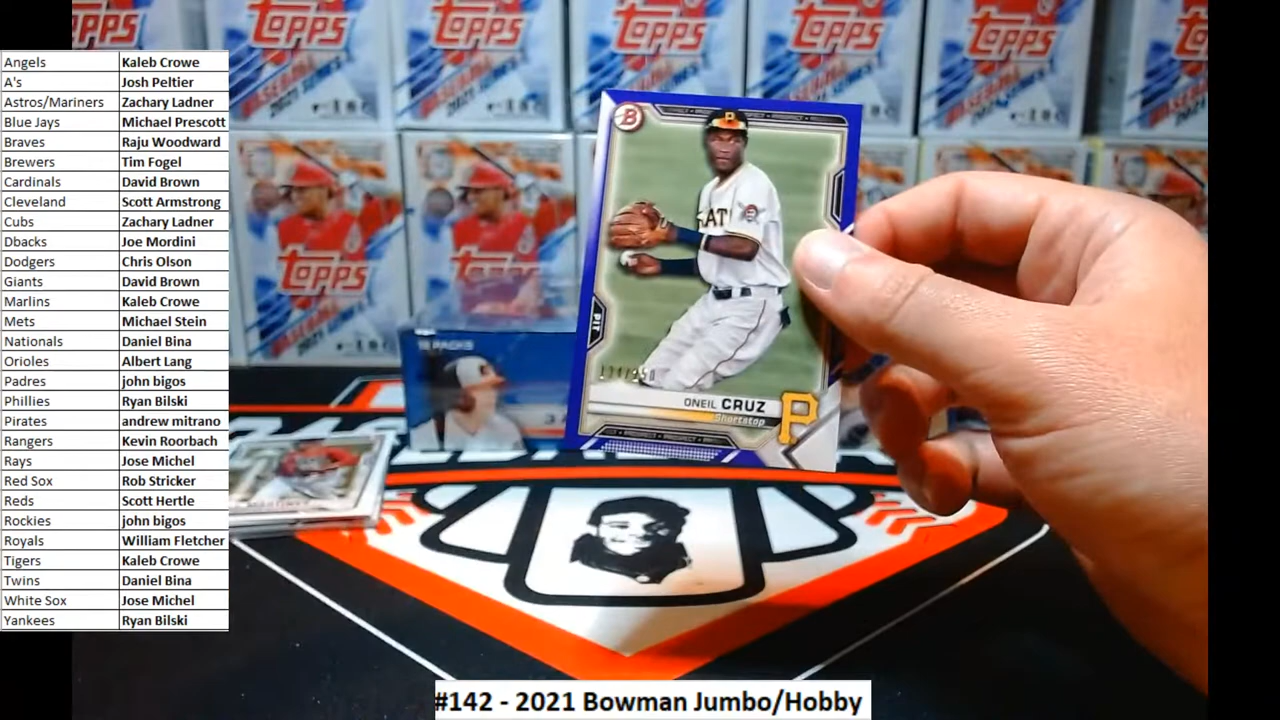 TOPPS
TOPPS
TOPPS
TOPPS
TOPPS
TOPPS
Angels Kaleb Crowe
A's Josh Peltier
Astros/Mariners Zachary Ladner
Blue Jays Michael Prescott
Braves Raju Woodward
Brewers Tim Fogel
Cardinals David Brown
Cleveland Scott Armstrong
Cubs Zachary Ladner
Dbacks Joe Mordini
Dodgers Chris Olson
Giants David Brown
Marlins Kaleb Crowe
Mets Michael Stein
Nationals Daniel Bina
Orioles Albert Lang
Padres john bigos
Phillies Ryan Bilski
Pirates andrew mitrano
Rangers Kevin Roorbach
Rays Jose Michel
Red Sox Rob Stricker
Reds Scott Hertle
Rockies john bigos
Royals William Fletcher
Tigers Kaleb Crowe
Twins Daniel Bina
White Sox Jose Michel
Yankees Ryan Bilski
TOPPS
TOPPS
B
P
PIT
ONEIL CRUZ
Shortstop
P
PROSPECT
#142 - 2021 Bowman Jumbo/Hobby